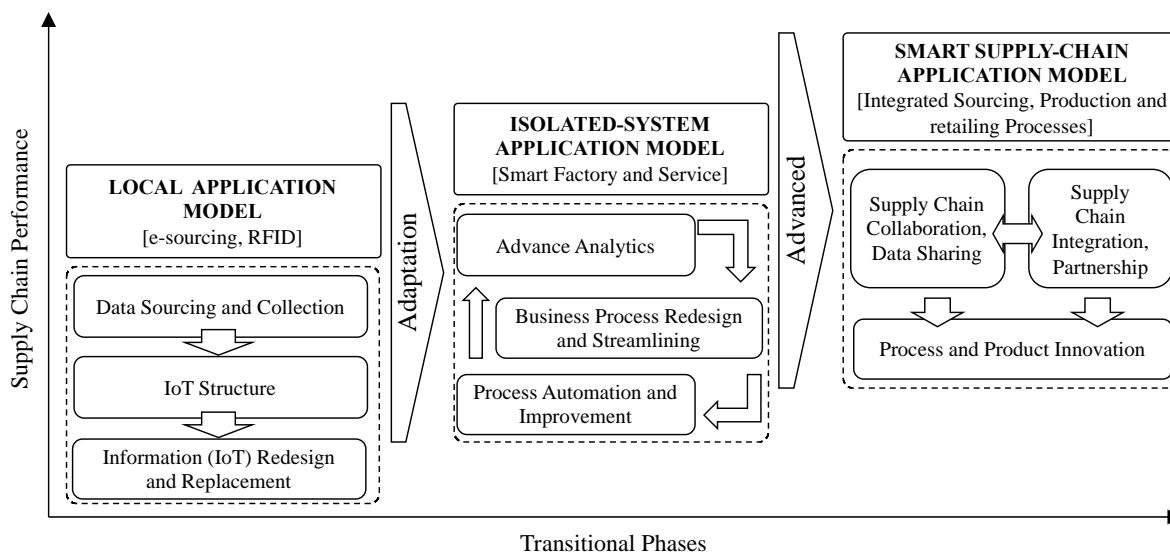 Supply Chain Performance
LOCAL APPLICATION
MODEL
[e-sourcing, RFID]
Data Sourcing and Collection
IoT Structure
Information (IoT) Redesign
and Replacement
Adaptation
ISOLATED-SYSTEM
APPLICATION MODEL
[Smart Factory and Service]
Advance Analytics
Business Process Redesign
and Streamlining
Process Automation and
Improvement
Advanced
SMART SUPPLY-CHAIN
APPLICATION MODEL
[Integrated Sourcing, Production and
retailing Processes]
Supply Chain
Collaboration,
Data Sharing
Supply
Chain
Integration,
Partnership
Process and Product Innovation
Transitional Phases